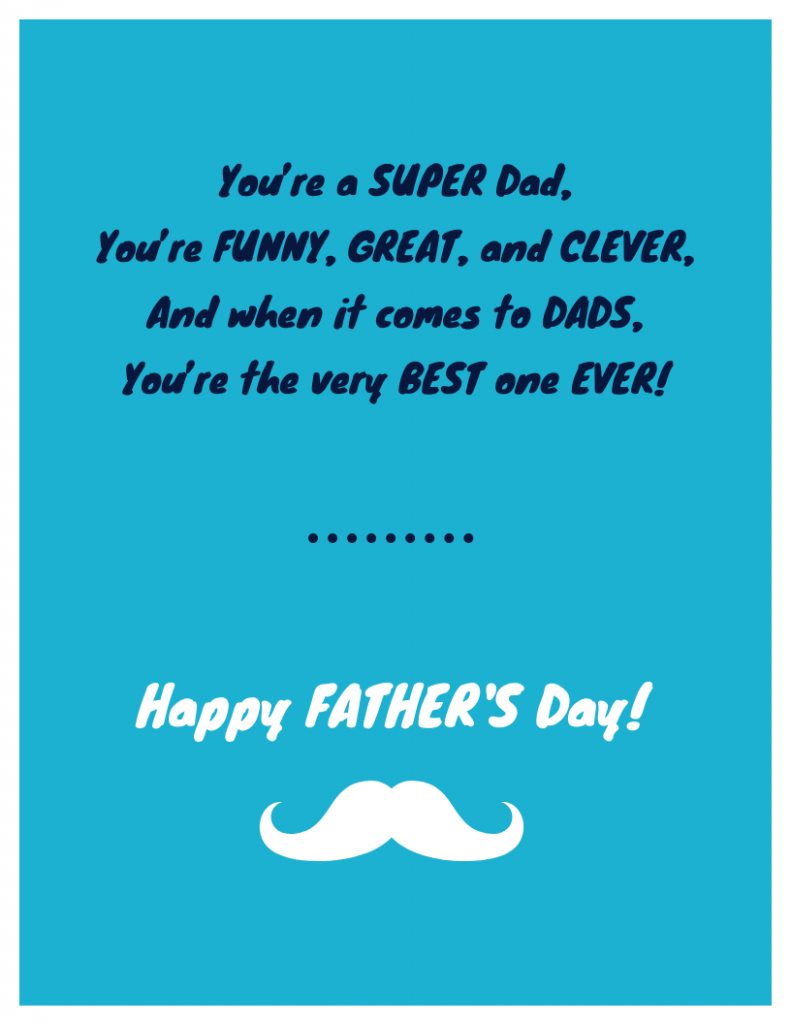 You're a SUPER Dad,
You're FUNNY, GREAT, and CLEVER,
And when it comes to DADS,
You're the very BEST one EVER!
.........
Happy FATHER'S Day!